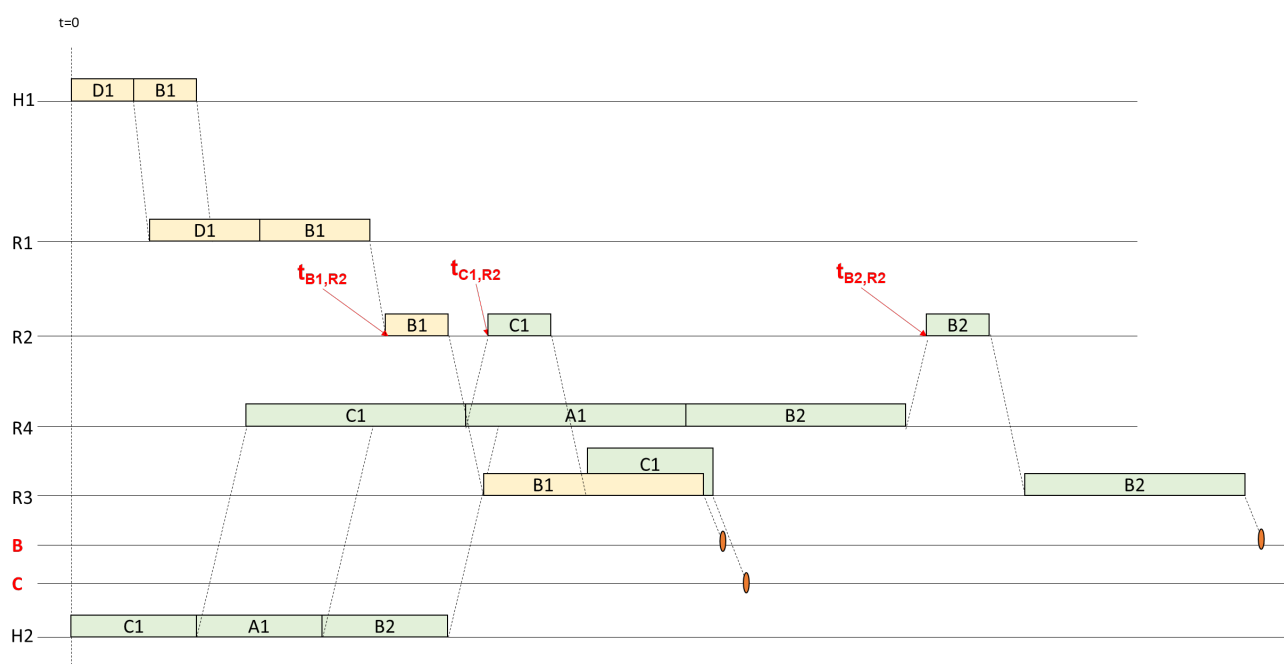 t=0
H1 D1 B1
R1 D1 B1
tB1,R2 tC1,R2 tB2,R2
R2 B1 C1 B2
R4 C1 A1 B2
C1
R3 B1 B2
B
C
H2 C1 A1 B2